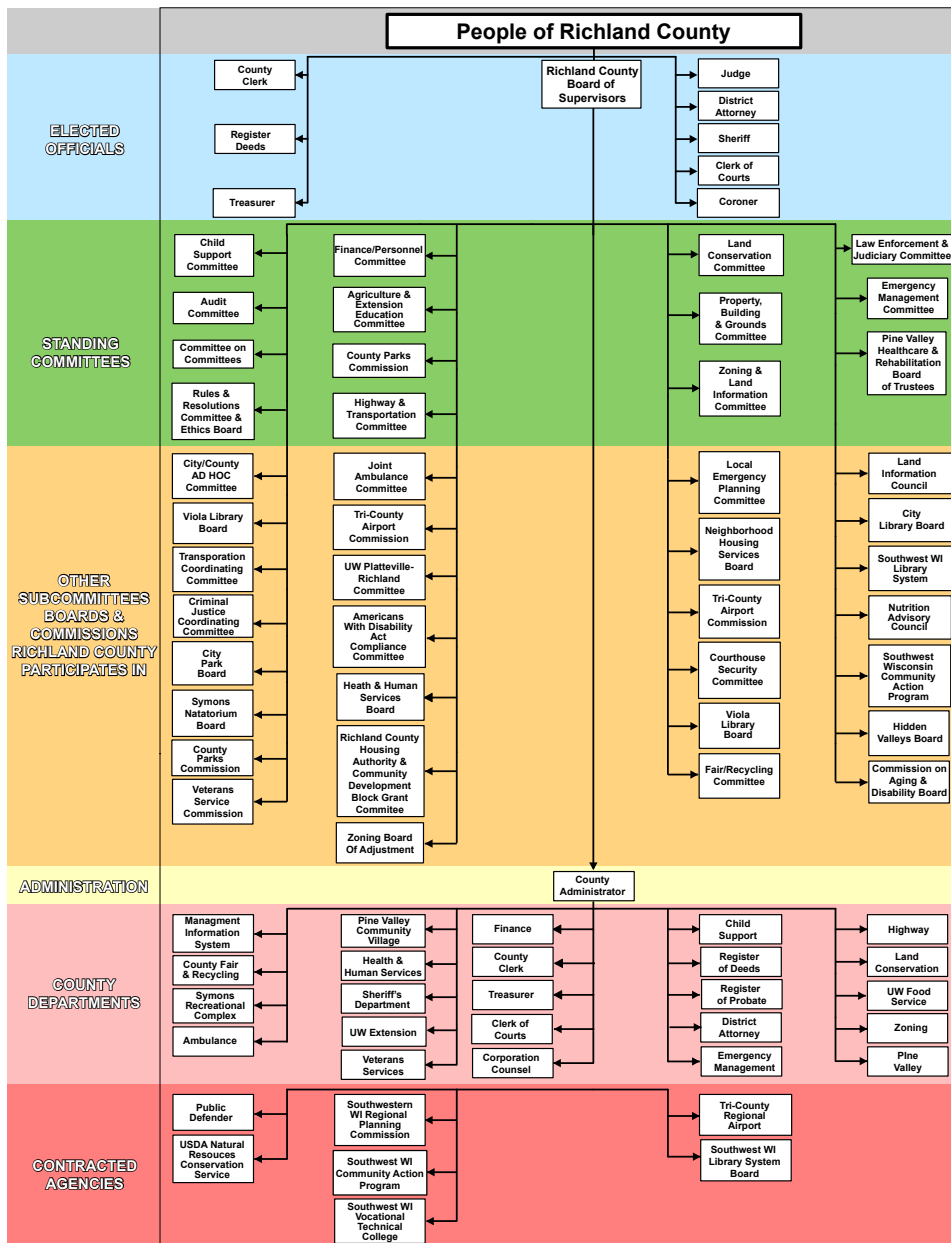 People of Richland County
ELECTED
OFFICIALS
County
Clerk
Register
Deeds
Treasurer
Richland County
Board of
Supervisors
Judge
District
Attorney
Sheriff
Clerk of
Courts
Coroner
STANDING
COMMITTEES
Child
Support
Committee
Audit
Committee
Committee on
Committees
Rules &
Resolutions
Committee &
Ethics Board
Finance/Personnel
Committee
Agriculture &
Extension
Education
Committee
County Parks
Commission
Highway &
Transportation
Committee
Land
Conservation
Committee
Property,
Building
& Grounds
Committee
Zoning &
Land
Information
Committee
Law Enforcement &
Judiciary Committee
Emergency
Management
Committee
Pine Valley
Healthcare &
Rehabilitation
Board
of Trustees
OTHER
SUBCOMMITTEES
BOARDS &
COMMISSIONS
RICHLAND COUNTY
PARTICIPATES IN
City/County
AD HOC
Committee
Viola Library
Board
Transporation
Coordinating
Committee
Criminal
Justice
Coordinating
Committee
City
Park
Board
Symons
Natatorium
Board
County
Parks
Commission
Veterans
Service
Commission
Joint
Ambulance
Committee
Tri-County
Airport
Commission
UW Platteville-
Richland
Committee
Americans
With Disability
Act
Compliance
Committee
Heath & Human
Services
Board
Richland County
Housing
Authority &
Community
Development
Block Grant
Commitee
Zoning Board
Of Adjustment
Local
Emergency
Planning
Committee
Neighborhood
Housing
Services
Board
Tri-County
Airport
Commission
Courthouse
Security
Committee
Viola
Library
Board
Fair/Recycling
Committee
Land
Information
Council
City
Library Board
Southwest WI
Library
System
Nutrition
Advisory
Council
Southwest
Wisconsin
Community
Action
Program
Hidden
Valleys Board
Commission on
Aging &
Disability Board
ADMINISTRATION
County
Administrator
COUNTY
DEPARTMENTS
Managment
Information
System
County Fair
& Recycling
Symons
Recreational
Complex
Ambulance
Pine Valley
Community
Village
Health &
Human Services
Sheriff's
Department
UW Extension
Veterans
Services
Finance
County
Clerk
Treasurer
Clerk of
Courts
Corporation
Counsel
Child
Support
Register
of Deeds
Register
of Probate
District
Attorney
Emergency
Management
Highway
Land
Conservation
UW Food
Service
Zoning
PIne
Valley
CONTRACTED
AGENCIES
Public
Defender
USDA Natural
Resouces
Conservation
Service
Southwestern
WI Regional
Planning
Commission
Southwest WI
Community Action
Program
Southwest WI
Vocational
Technical
College
Tri-County
Regional
Airport
Southwest WI
Library System
Board